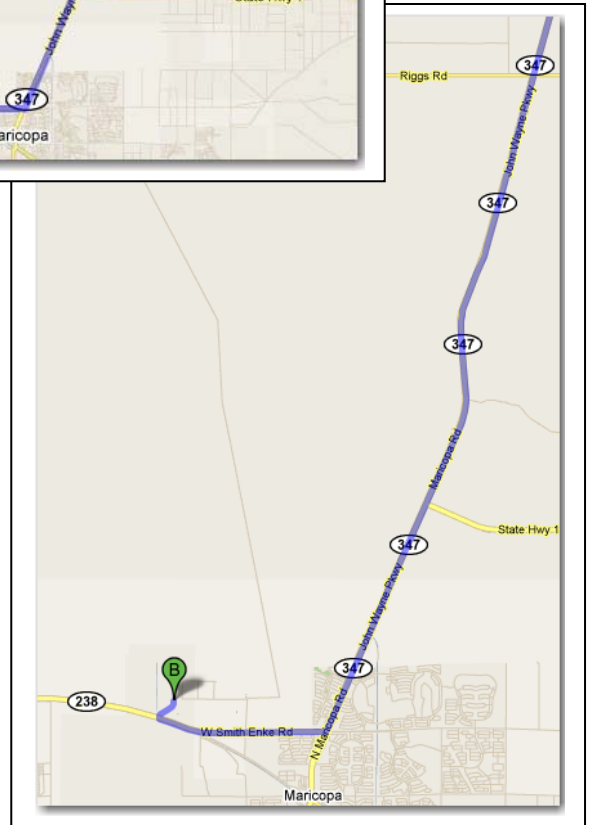 John Way
347
aricopa
347
Riggs Rd
John Wayne Pkwy
347
347
Maricopa Rd
State Hwy 1
347
John Wayne Pkwy
347
B
238
W Smith Enke Rd
N Maricopa Rd
Maricopa